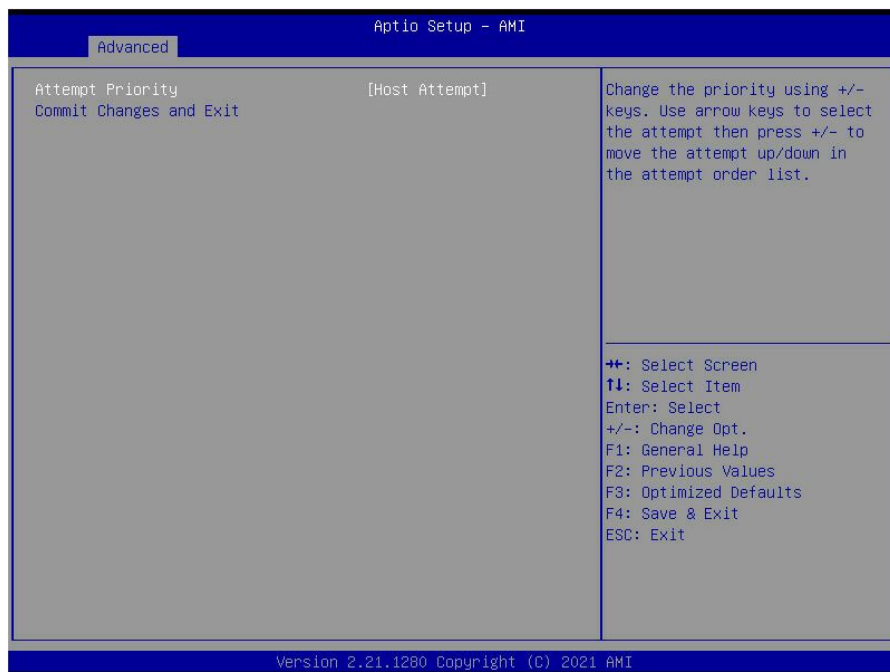 Aptio Setup – AMI
Advanced
Attempt Priority [Host Attempt]
Commit Changes and Exit
Change the priority using +/-
keys. Use arrow keys to select
the attempt then press +/- to
move the attempt up/down in
the attempt order list.
→←: Select Screen
↑↓: Select Item
Enter: Select
+/-: Change Opt.
F1: General Help
F2: Previous Values
F3: Optimized Defaults
F4: Save & Exit
ESC: Exit
Version 2.21.1280 Copyright (C) 2021 AMI